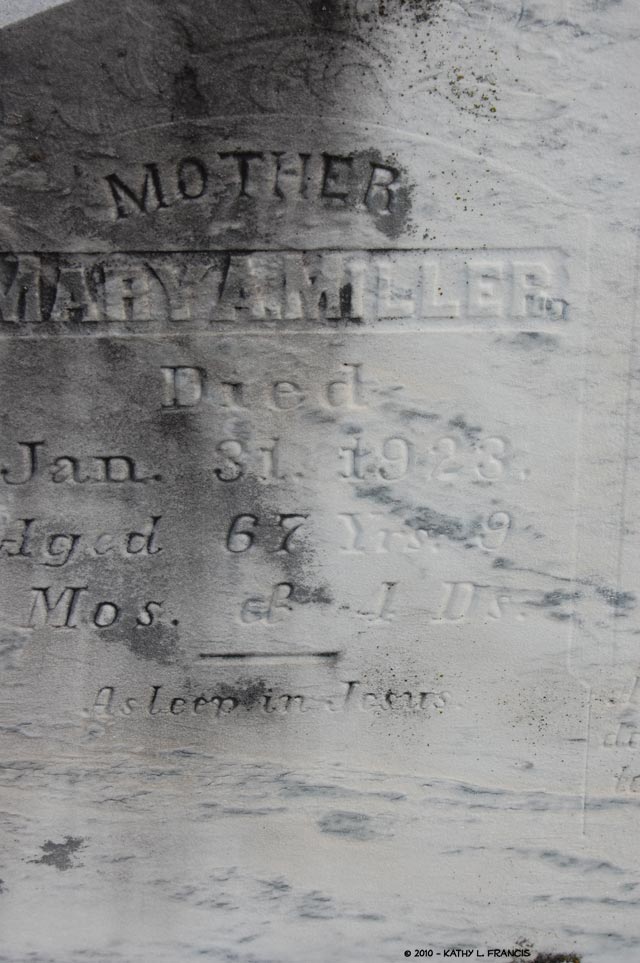 MOTHER
MARY A. MILLER
Died
Jan. 31. 1923.
Aged 67 Yrs. 9
Mos. & 1 Ds.
Asleep in Jesus.
© 2010 - KATHY L. FRANCIS